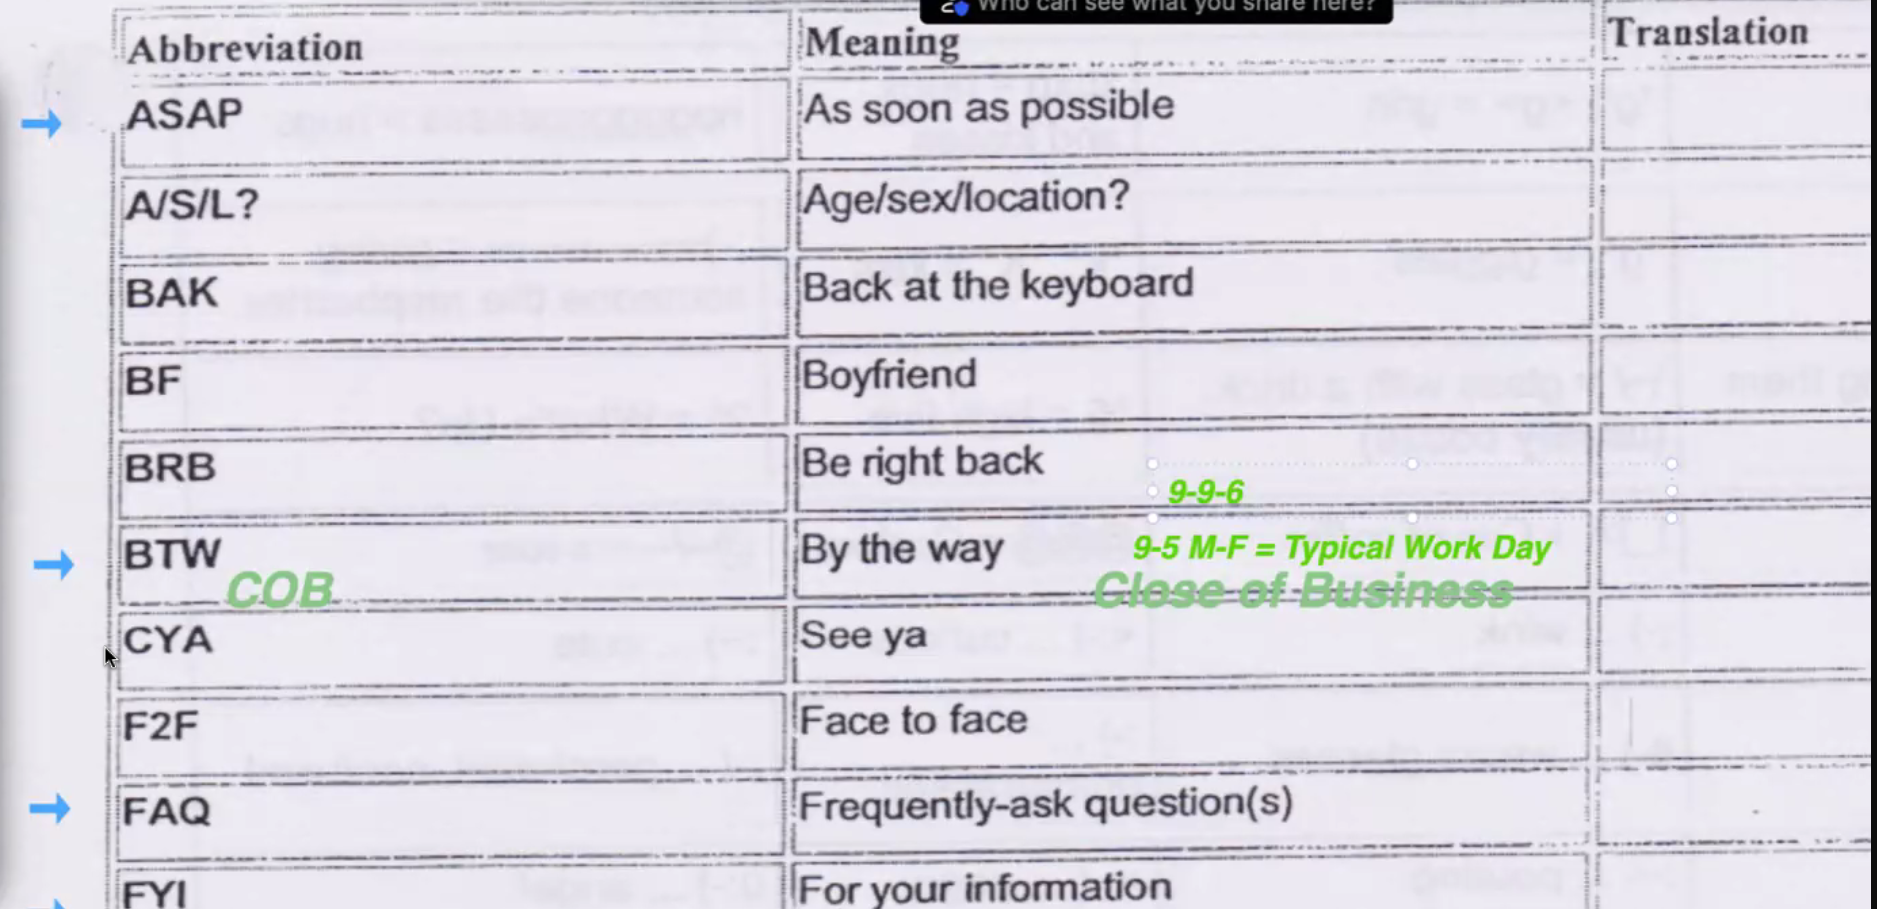 Who can see what you share here?
Abbreviation Meaning Translation
ASAP As soon as possible
A/S/L? Age/sex/location?
BAK Back at the keyboard
BF Boyfriend
BRB Be right back
9-9-6
BTW By the way 9-5 M-F = Typical Work Day
COB Close of Business
CYA See ya
F2F Face to face
FAQ Frequently-ask question(s)
FYI For your information